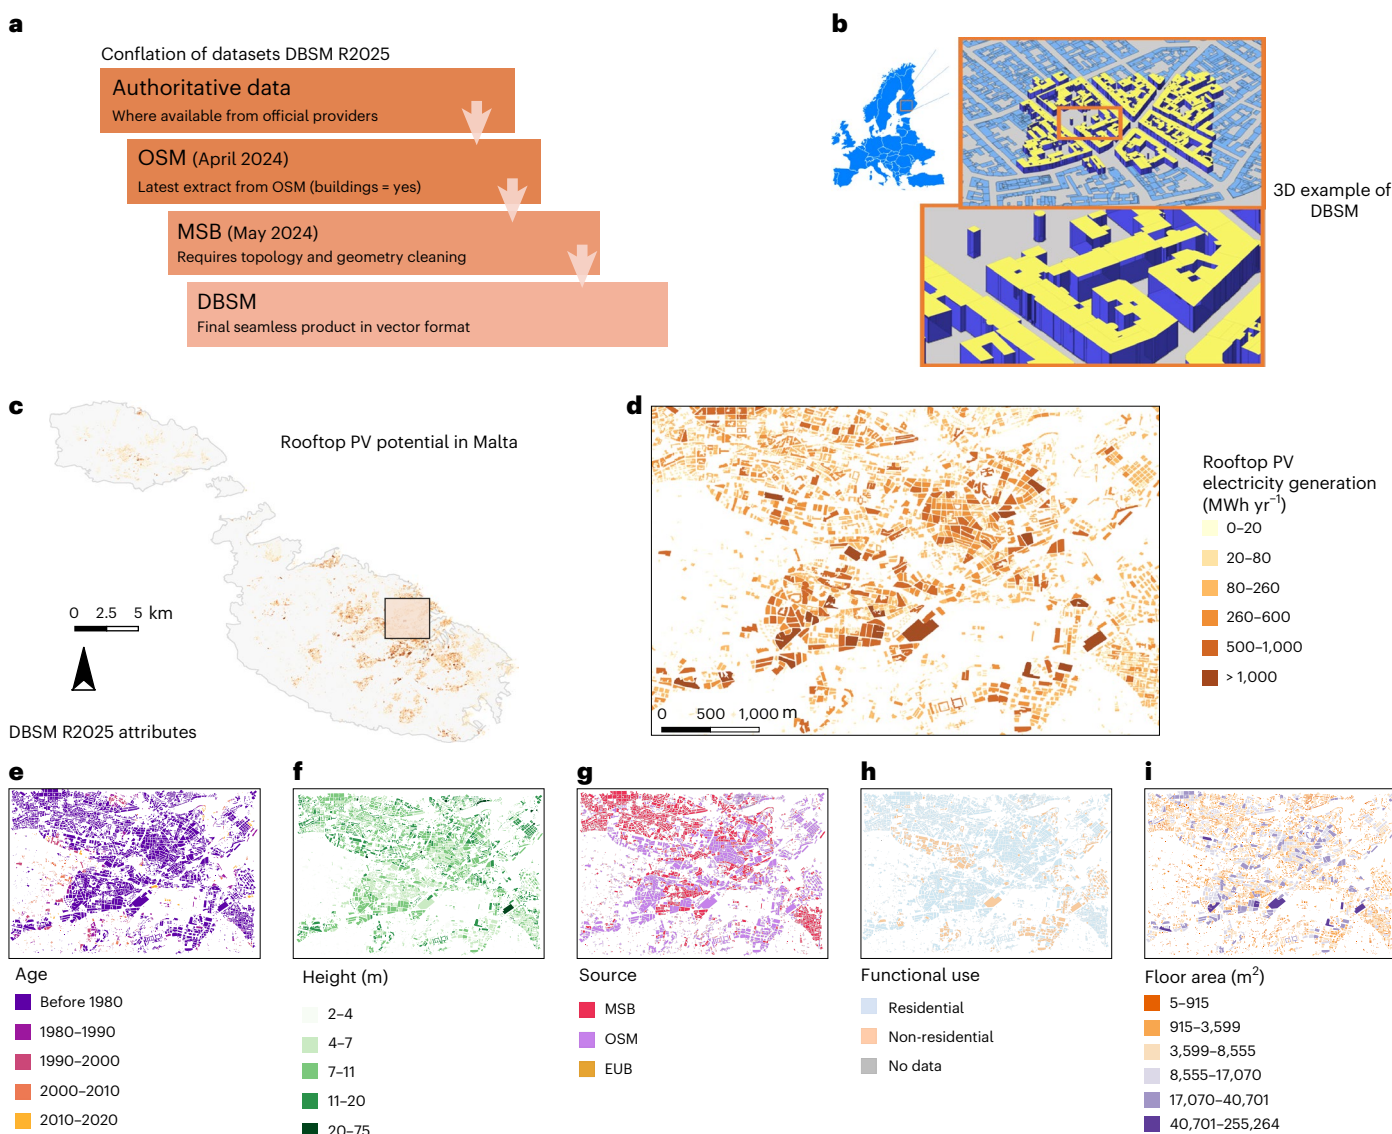 a
Conflation of datasets DBSM R2025
Authoritative data
Where available from official providers
OSM (April 2024)
Latest extract from OSM (buildings = yes)
MSB (May 2024)
Requires topology and geometry cleaning
DBSM
Final seamless product in vector format
b
3D example of
DBSM
c
Rooftop PV potential in Malta
0 2.5 5 km
DBSM R2025 attributes
d
0 500 1,000 m
Rooftop PV
electricity generation
(MWh yr⁻¹)
0–20
20–80
80–260
260–600
500–1,000
> 1,000
e
Age
Before 1980
1980–1990
1990–2000
2000–2010
2010–2020
f
Height (m)
2–4
4–7
7–11
11–20
20–75
g
Source
MSB
OSM
EUB
h
Functional use
Residential
Non-residential
No data
i
Floor area (m²)
5–915
915–3,599
3,599–8,555
8,555–17,070
17,070–40,701
40,701–255,264